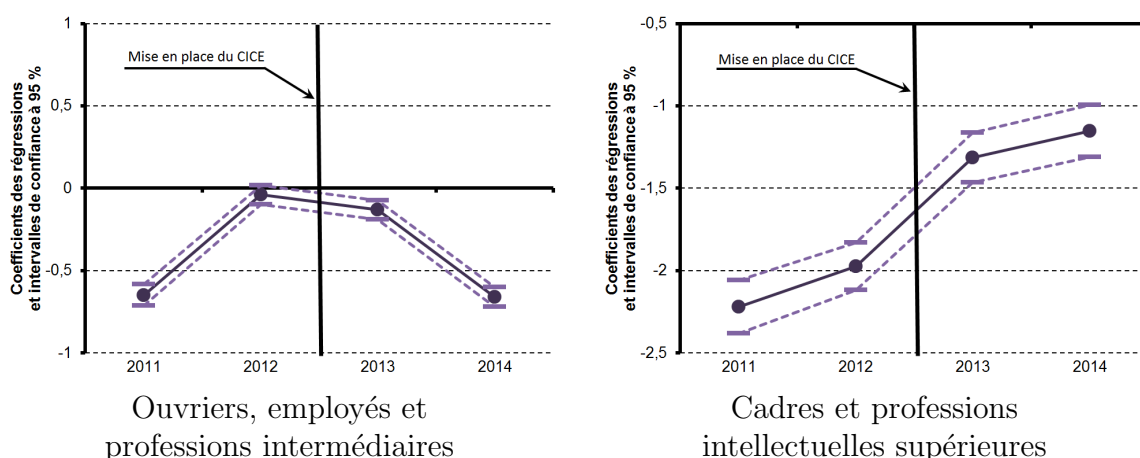 Coefficients des régressions
et intervalles de confiance à 95 %
1
0,5
0
-0,5
-1
Mise en place du CICE
2011 2012 2013 2014
Ouvriers, employés et
professions intermédiaires
Coefficients des régressions
et intervalles de confiance à 95 %
-0,5
-1
-1,5
-2
-2,5
Mise en place du CICE
2011 2012 2013 2014
Cadres et professions
intellectuelles supérieures